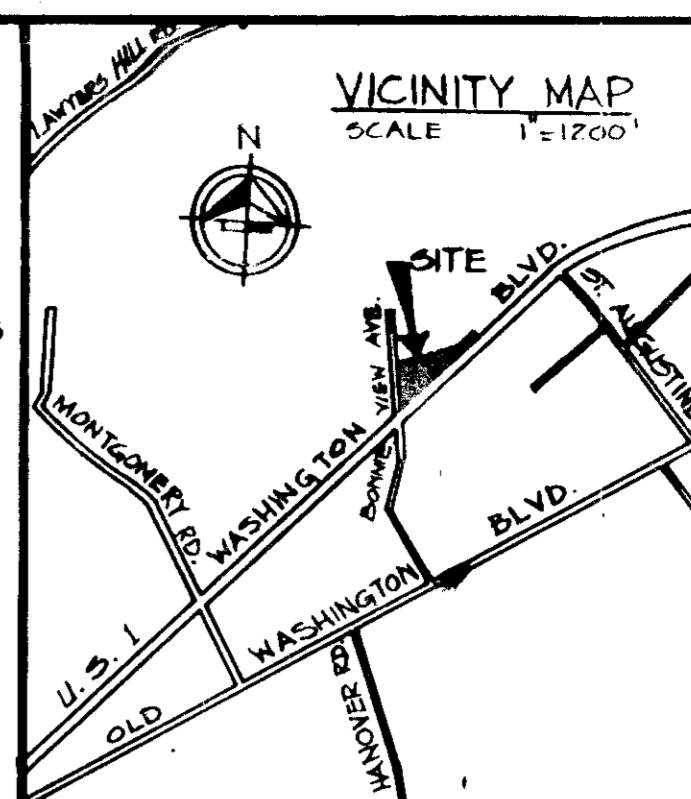 LAWYERS HILL RD.
VICINITY MAP
SCALE 1"=1200'
N
SITE
BLVD.
ST. AUGUSTINE
BONNIE VIEW AVE.
MONTGOMERY RD.
WASHINGTON
BLVD.
WASHINGTON
U.S. 1
OLD
HANOVER RD.